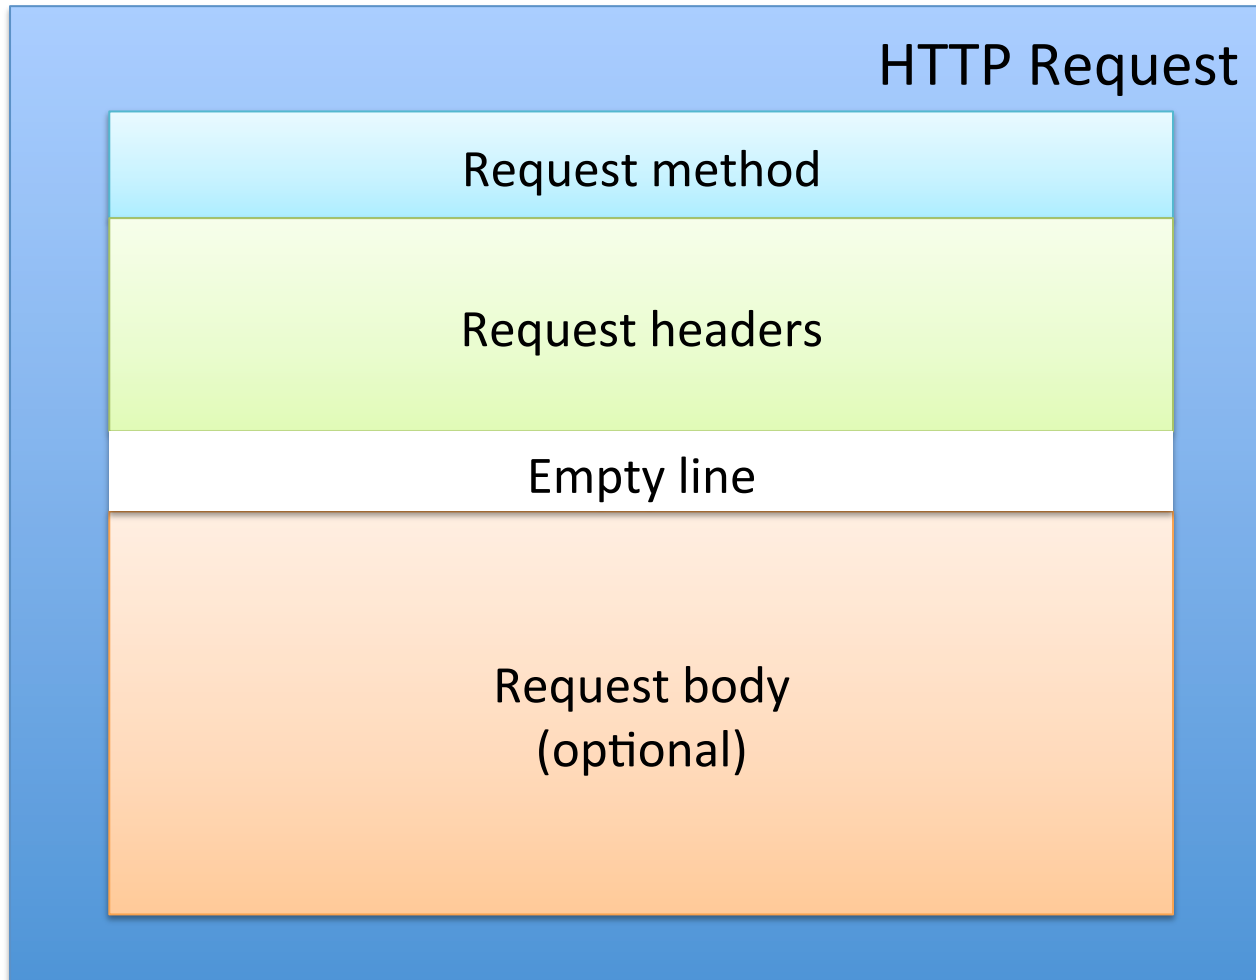 HTTP Request
Request method
Request headers
Empty line
Request body
(optional)